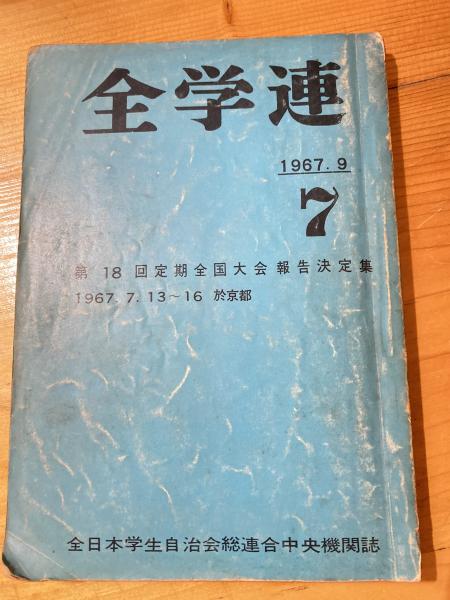 全学連
1967.9
7
第18回定期全国大会報告決定集
1967.7.13〜16 於京都
全日本学生自治会総連合中央機関誌